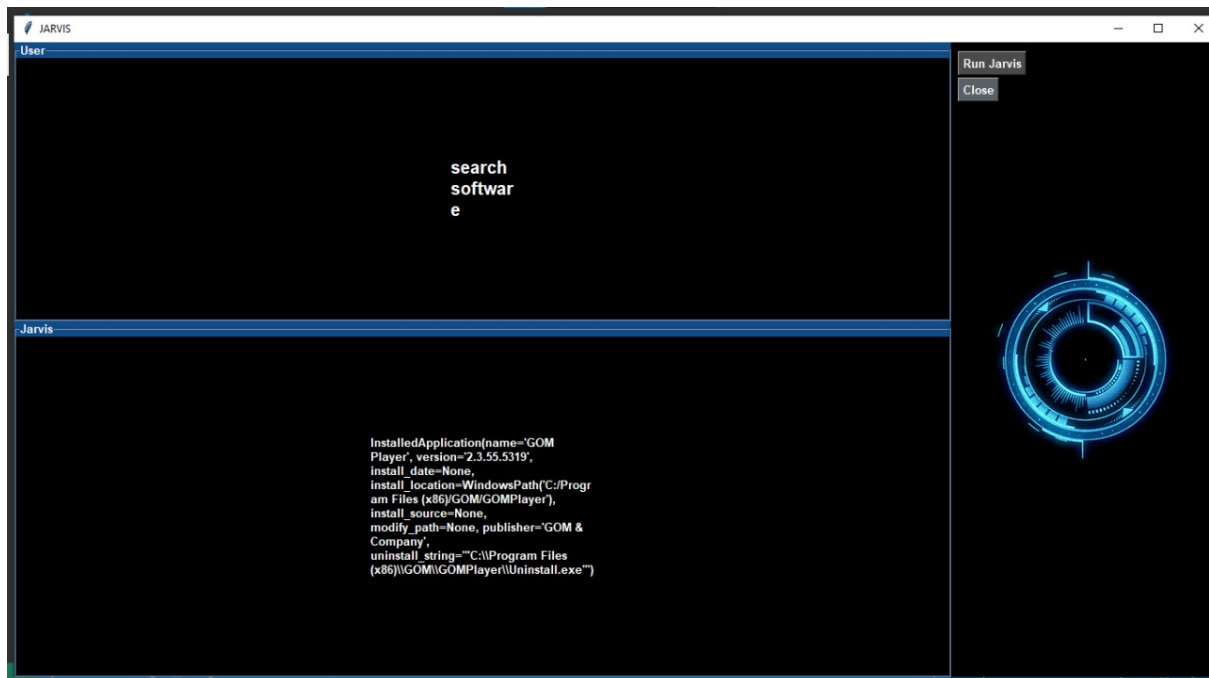 JARVIS
User
Run Jarvis
Close
search
softwar
e
Jarvis
InstalledApplication(name='GOM
Player', version='2.3.55.5319',
install_date=None,
install_location=WindowsPath('C:/Progr
am Files (x86)/GOM/GOMPlayer'),
install_source=None,
modify_path=None, publisher='GOM &
Company',
uninstall_string='"C:\\Program Files
(x86)\\GOM\\GOMPlayer\\Uninstall.exe"')